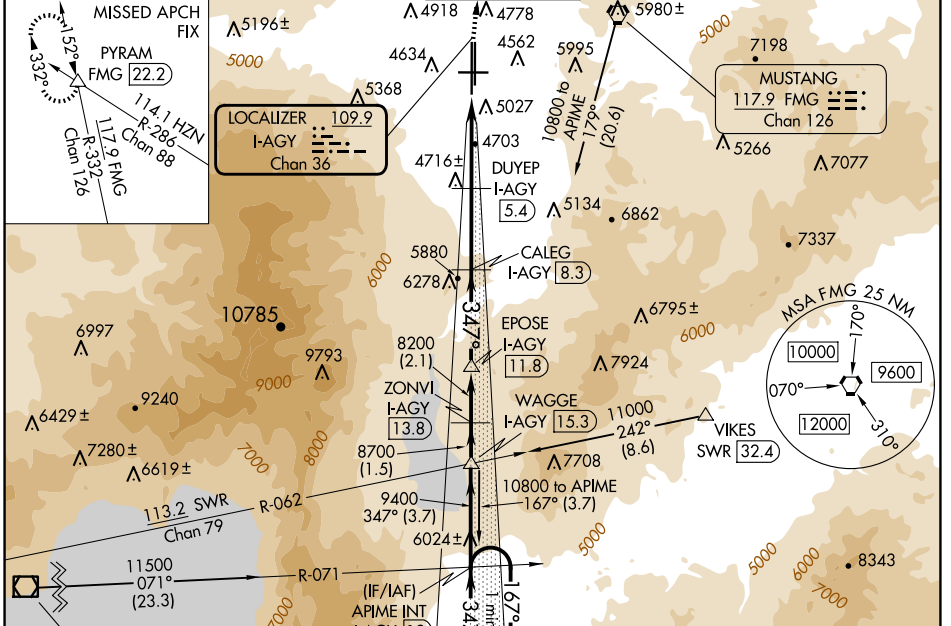 MISSED APCH
FIX
152°
332°
PYRAM
FMG 22.2
114.1 HZN
R-286
Chan 88
117.9 FMG
R-332
Chan 126
5196±
5000
4918
4778
5980±
5000
7198
4634
4562
5995
5368
MUSTANG
117.9 FMG
Chan 126
LOCALIZER 109.9
I-AGY
Chan 36
5027
10800 to
APIME
179°
(20.6)
4703
5266
7077
4716±
DUYEP
I-AGY
5.4
5134
6862
7337
5880
6278
CALEG
I-AGY 8.3
6000
347°
MSA FMG 25 NM
170°
10000
070°
9600
12000
310°
10785
6795±
6000
6997
8200
(2.1)
EPOSE
I-AGY
11.8
9793
9000
7924
ZONVI
I-AGY
13.8
9240
WAGGE
I-AGY 15.3
11000
242°
(8.6)
VIKES
SWR 32.4
6429±
7280±
6619±
7000
8000
8700
(1.5)
7708
113.2 SWR
Chan 79
R-062
9400
347° (3.7)
10800 to APIME
167° (3.7)
6024±
5000
5000
6000
7000
8343
11500
071°
(23.3)
R-071
(IF/IAF)
APIME INT
167°
1 min
7000